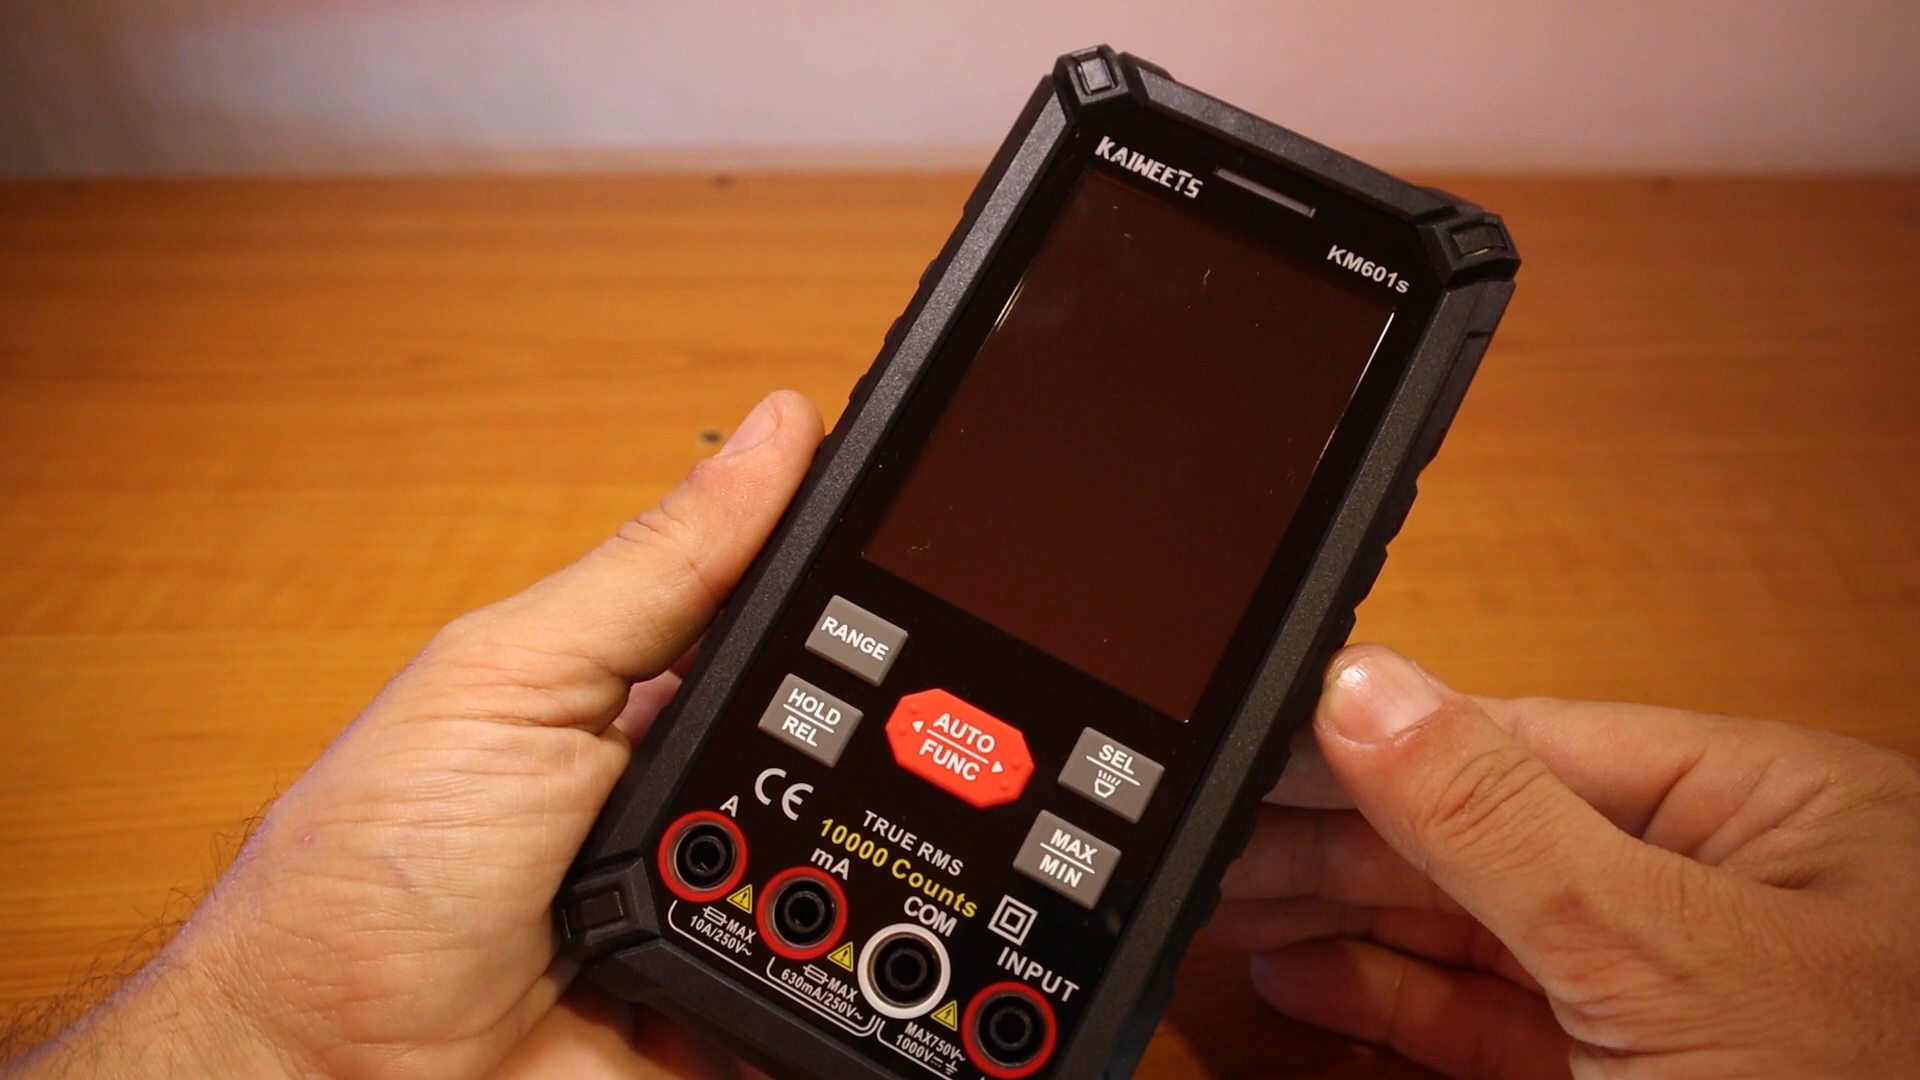 KAIWEETS
KM601s
RANGE
HOLD
REL
AUTO
FUNC
SEL
MAX
MIN
CE
TRUE RMS
10000 Counts
A
mA
COM
INPUT
MAX
10A/250V~
MAX
630mA/250V~
MAX750V~
1000V